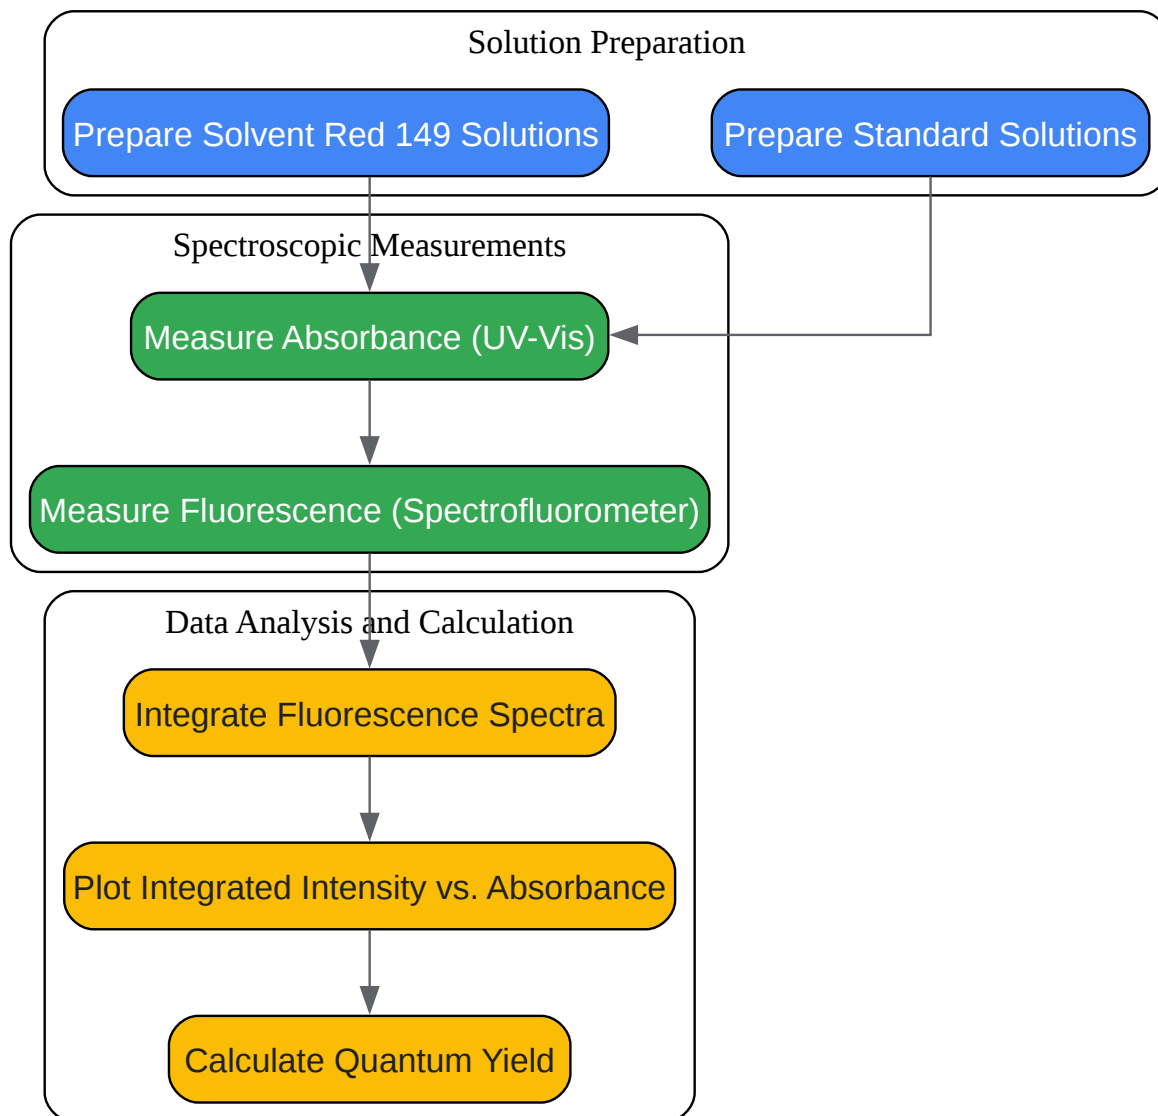 Solution Preparation
Prepare Solvent Red 149 Solutions
Prepare Standard Solutions
Spectroscopic Measurements
Measure Absorbance (UV-Vis)
Measure Fluorescence (Spectrofluorometer)
Data Analysis and Calculation
Integrate Fluorescence Spectra
Plot Integrated Intensity vs. Absorbance
Calculate Quantum Yield